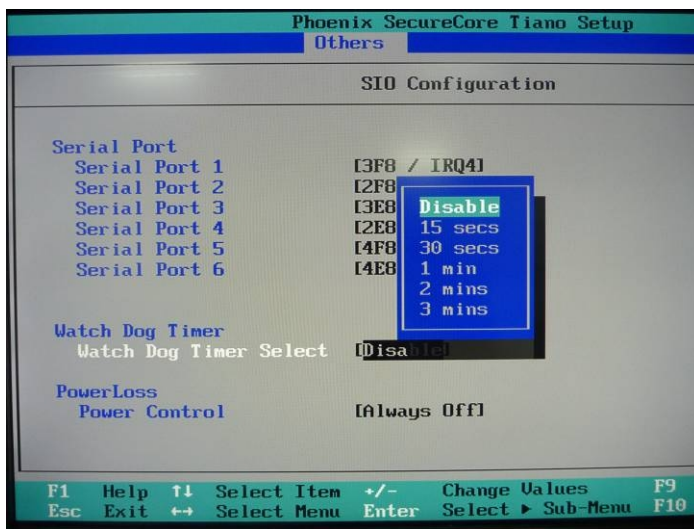 Phoenix SecureCore Tiano Setup
Others
SIO Configuration
Serial Port
Serial Port 1 [3F8 / IRQ4]
Serial Port 2 [2F8
Serial Port 3 [3E8
Serial Port 4 [2E8
Serial Port 5 [4F8
Serial Port 6 [4E8
Disable
15 secs
30 secs
1 min
2 mins
3 mins
Watch Dog Timer
Watch Dog Timer Select [Disable]
PowerLoss
Power Control [Always Off]
F1 Help ↑↓ Select Item +/- Change Values F9
Esc Exit ↔ Select Menu Enter Select ▶ Sub-Menu F10